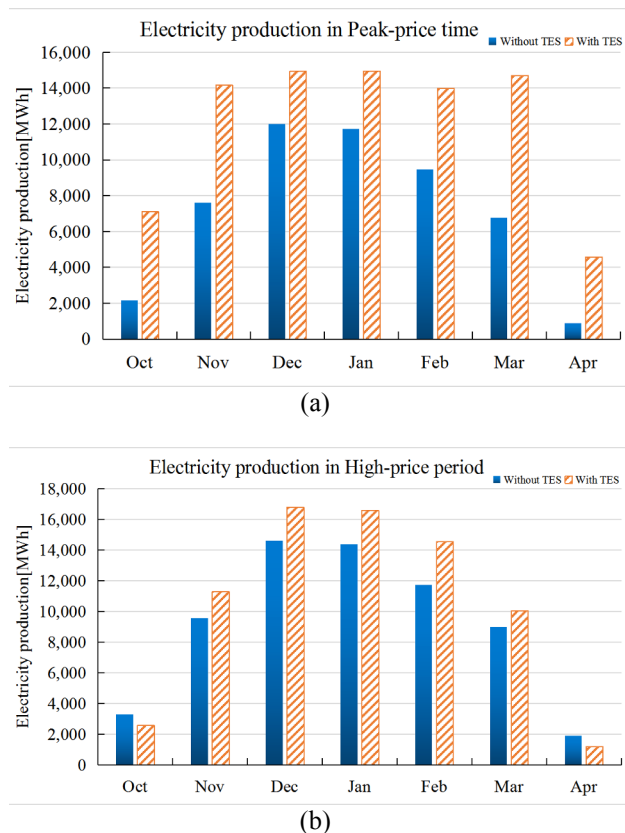 Electricity production in Peak-price time
Without TES With TES
Electricity production[MWh]
16,000
14,000
12,000
10,000
8,000
6,000
4,000
2,000
0
Oct Nov Dec Jan Feb Mar Apr
(a)
Electricity production in High-price period
Without TES With TES
Electricity production[MWh]
18,000
16,000
14,000
12,000
10,000
8,000
6,000
4,000
2,000
0
Oct Nov Dec Jan Feb Mar Apr
(b)